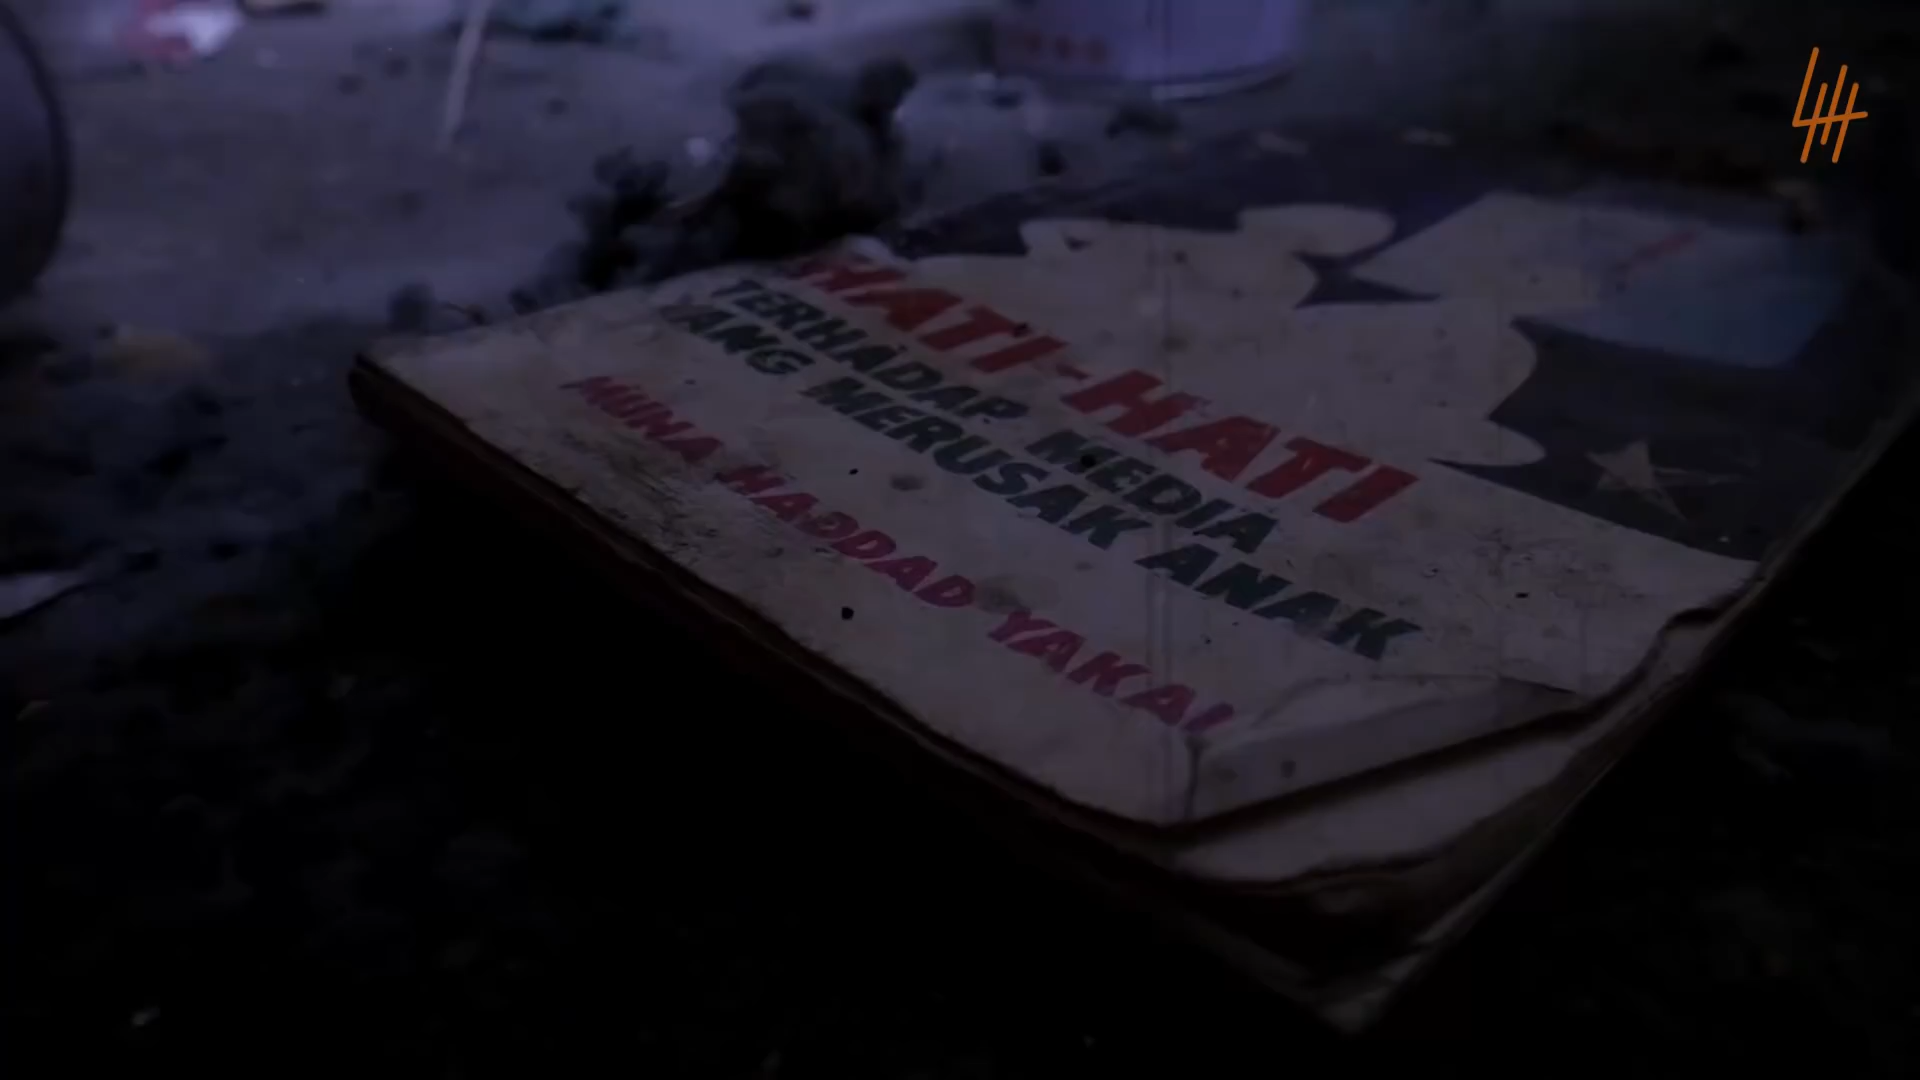 HATI-HATI
TERHADAP MEDIA
YANG MERUSAK ANAK
MUNA HADDAD YAKAN